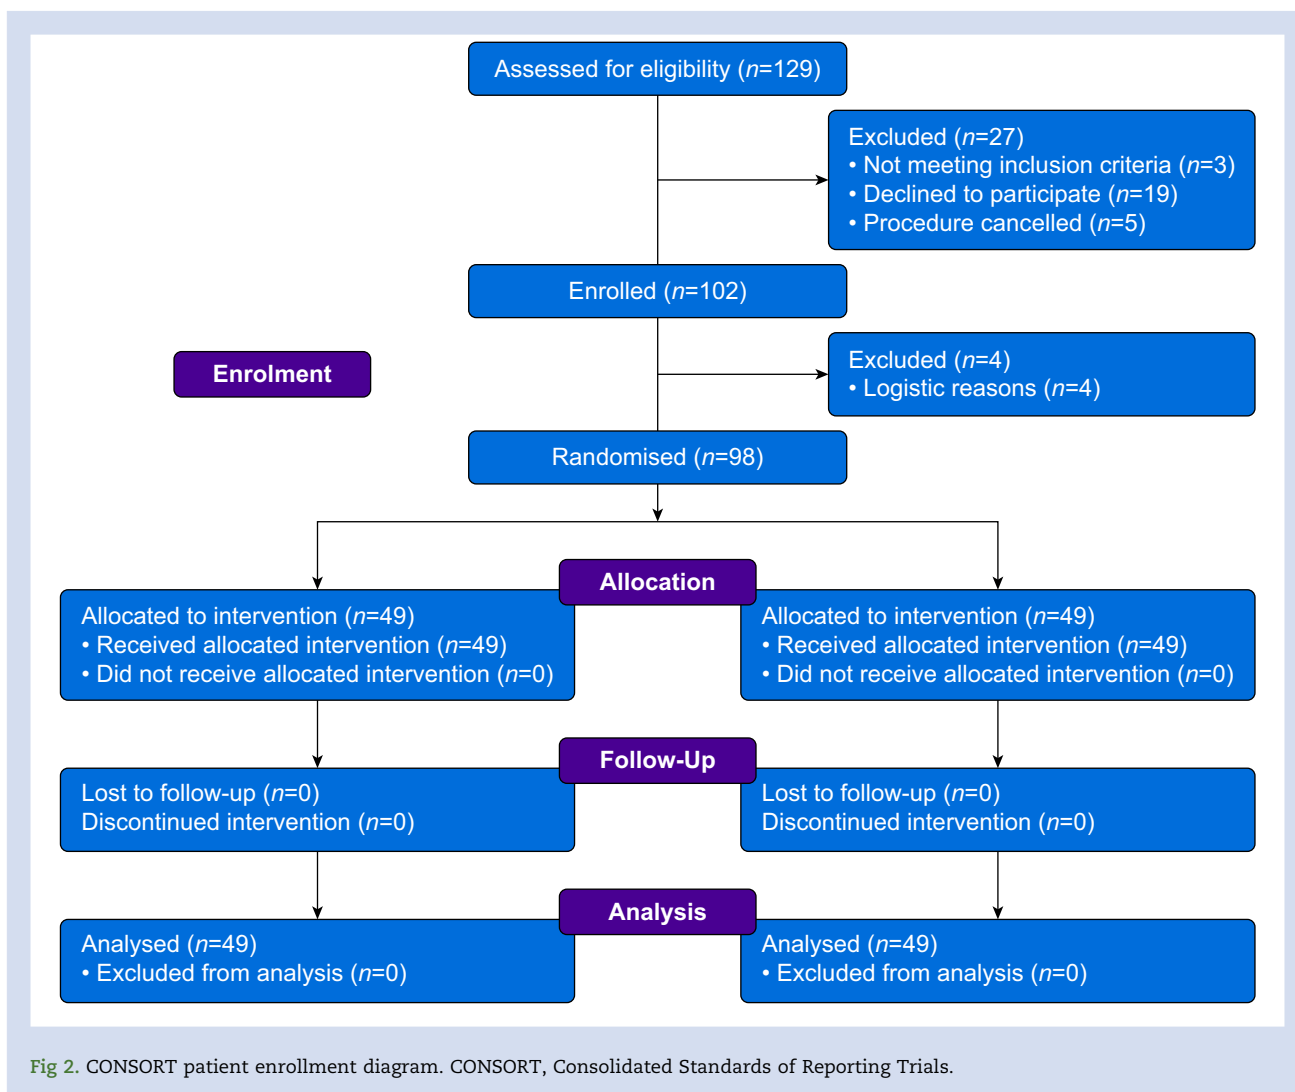 Assessed for eligibility (n=129)
Excluded (n=27)
• Not meeting inclusion criteria (n=3)
• Declined to participate (n=19)
• Procedure cancelled (n=5)
Enrolled (n=102)
Enrolment
Excluded (n=4)
• Logistic reasons (n=4)
Randomised (n=98)
Allocation
Allocated to intervention (n=49)
• Received allocated intervention (n=49)
• Did not receive allocated intervention (n=0)
Allocated to intervention (n=49)
• Received allocated intervention (n=49)
• Did not receive allocated intervention (n=0)
Follow-Up
Lost to follow-up (n=0)
Discontinued intervention (n=0)
Lost to follow-up (n=0)
Discontinued intervention (n=0)
Analysis
Analysed (n=49)
• Excluded from analysis (n=0)
Analysed (n=49)
• Excluded from analysis (n=0)
Fig 2. CONSORT patient enrollment diagram. CONSORT, Consolidated Standards of Reporting Trials.